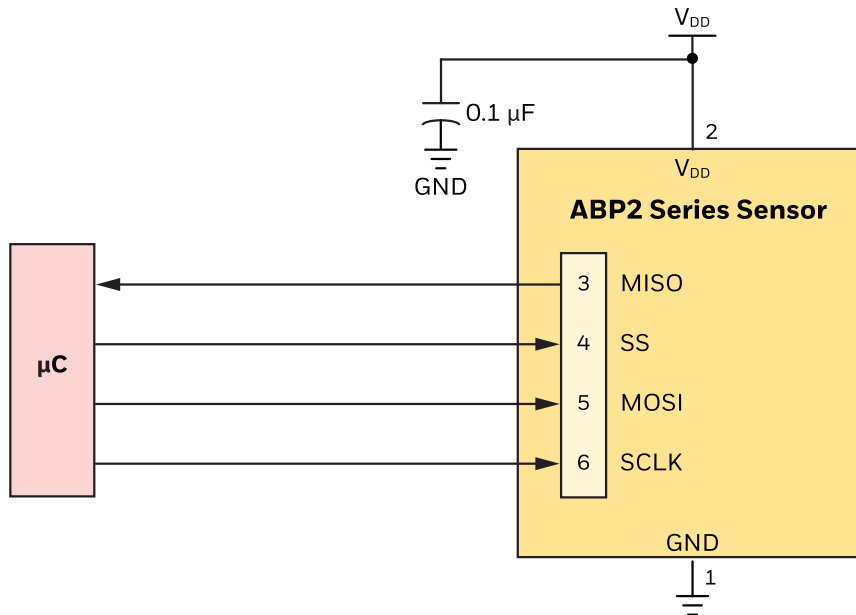 VDD
0.1 µF
GND
2
VDD
ABP2 Series Sensor
µC
3 MISO
4 SS
5 MOSI
6 SCLK
GND
1